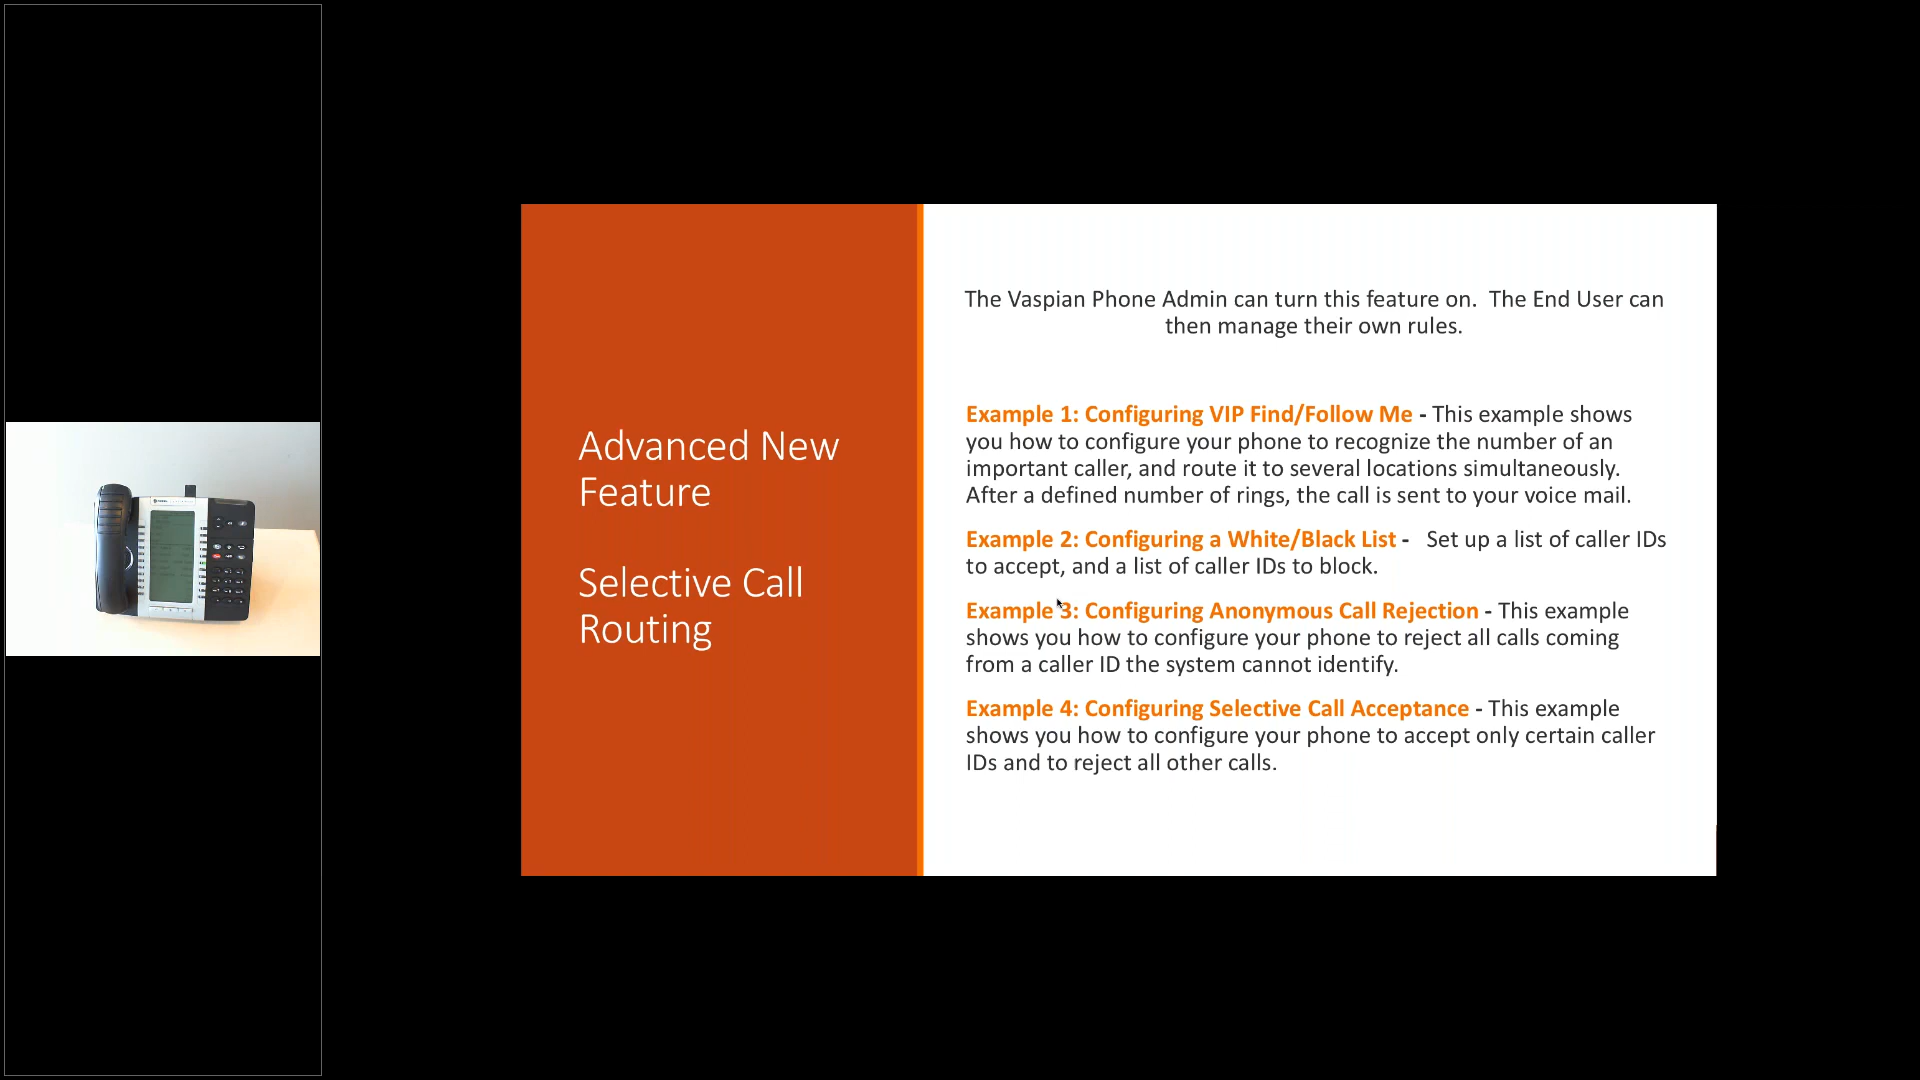 Advanced New
Feature
Selective Call
Routing
The Vaspian Phone Admin can turn this feature on.  The End User can
then manage their own rules.
Example 1: Configuring VIP Find/Follow Me - This example shows
you how to configure your phone to recognize the number of an
important caller, and route it to several locations simultaneously.
After a defined number of rings, the call is sent to your voice mail.
Example 2: Configuring a White/Black List -   Set up a list of caller IDs
to accept, and a list of caller IDs to block.
Example 3: Configuring Anonymous Call Rejection - This example
shows you how to configure your phone to reject all calls coming
from a caller ID the system cannot identify.
Example 4: Configuring Selective Call Acceptance - This example
shows you how to configure your phone to accept only certain caller
IDs and to reject all other calls.